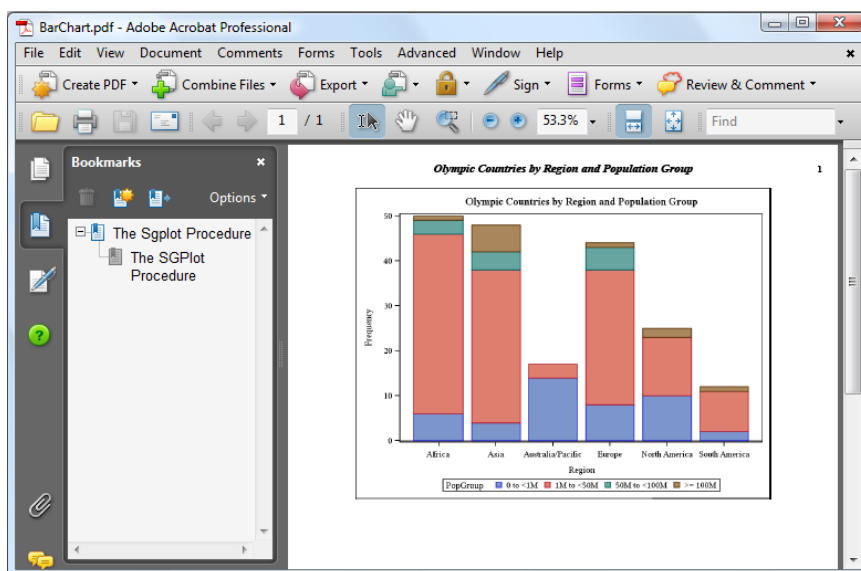 BarChart.pdf - Adobe Acrobat Professional
File Edit View Document Comments Forms Tools Advanced Window Help
Create PDF Combine Files Export Sign Forms Review & Comment
1 / 1 53.3% Find
Bookmarks
Options
The Sgplot Procedure
The SGPlot
Procedure
Olympic Countries by Region and Population Group 1
Olympic Countries by Region and Population Group
50
40
30
20
10
0
Frequency
Africa Asia Australia/Pacific Europe North America South America
Region
PopGroup 0 to <1M 1M to <50M 50M to <100M >= 100M